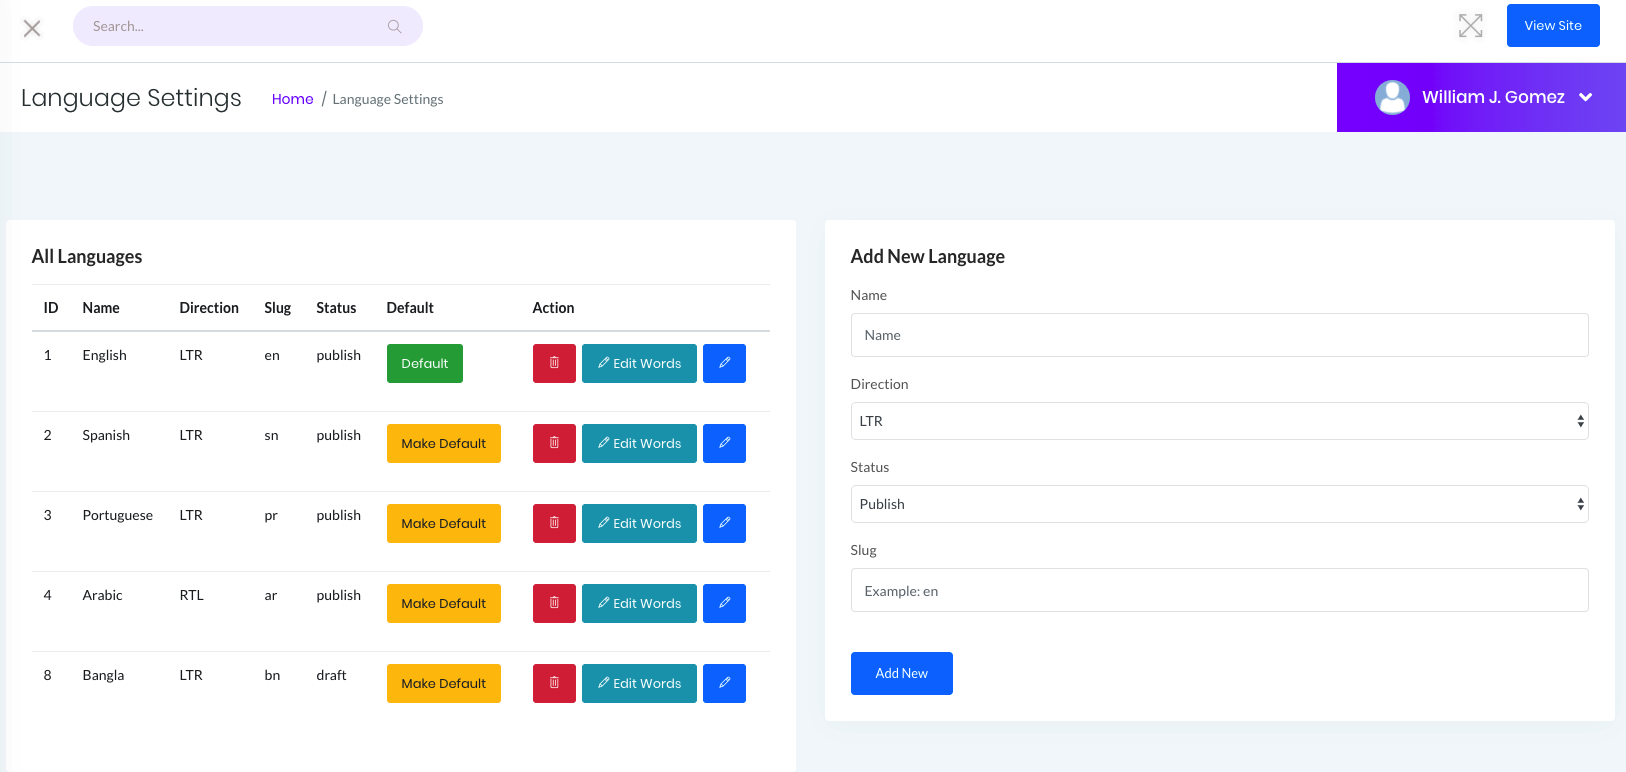 Search...
View Site
Language Settings
Home / Language Settings
William J. Gomez
All Languages
ID Name Direction Slug Status Default Action
1 English LTR en publish Default Edit Words
2 Spanish LTR sn publish Make Default Edit Words
3 Portuguese LTR pr publish Make Default Edit Words
4 Arabic RTL ar publish Make Default Edit Words
8 Bangla LTR bn draft Make Default Edit Words
Add New Language
Name
Name
Direction
LTR
Status
Publish
Slug
Example: en
Add New